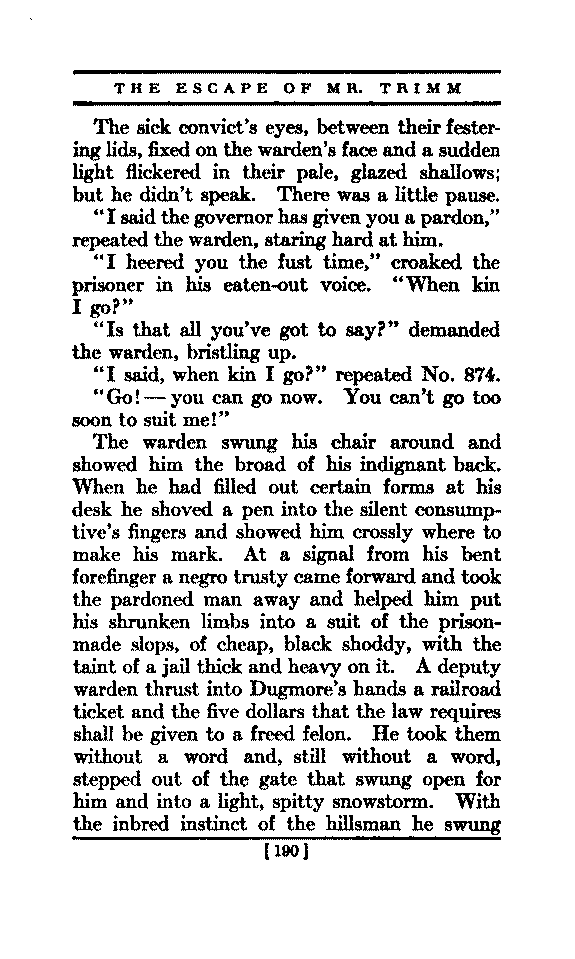 THE ESCAPE OF MR. TRIMM
The sick convict's eyes, between their fester-
ing lids, fixed on the warden's face and a sudden
light flickered in their pale, glazed shallows;
but he didn't speak. There was a little pause.
"I said the governor has given you a pardon,"
repeated the warden, staring hard at him.
"I heered you the fust time," croaked the
prisoner in his eaten-out voice. "When kin
I go?"
"Is that all you've got to say?" demanded
the warden, bristling up.
"I said, when kin I go?" repeated No. 874.
"Go!—you can go now. You can't go too
soon to suit me!"
The warden swung his chair around and
showed him the broad of his indignant back.
When he had filled out certain forms at his
desk he shoved a pen into the silent consump-
tive's fingers and showed him crossly where to
make his mark. At a signal from his bent
forefinger a negro trusty came forward and took
the pardoned man away and helped him put
his shrunken limbs into a suit of the prison-
made slops, of cheap, black shoddy, with the
taint of a jail thick and heavy on it. A deputy
warden thrust into Dugmore's hands a railroad
ticket and the five dollars that the law requires
shall be given to a freed felon. He took them
without a word and, still without a word,
stepped out of the gate that swung open for
him and into a light, spitty snowstorm. With
the inbred instinct of the hillsman he swung
[190]